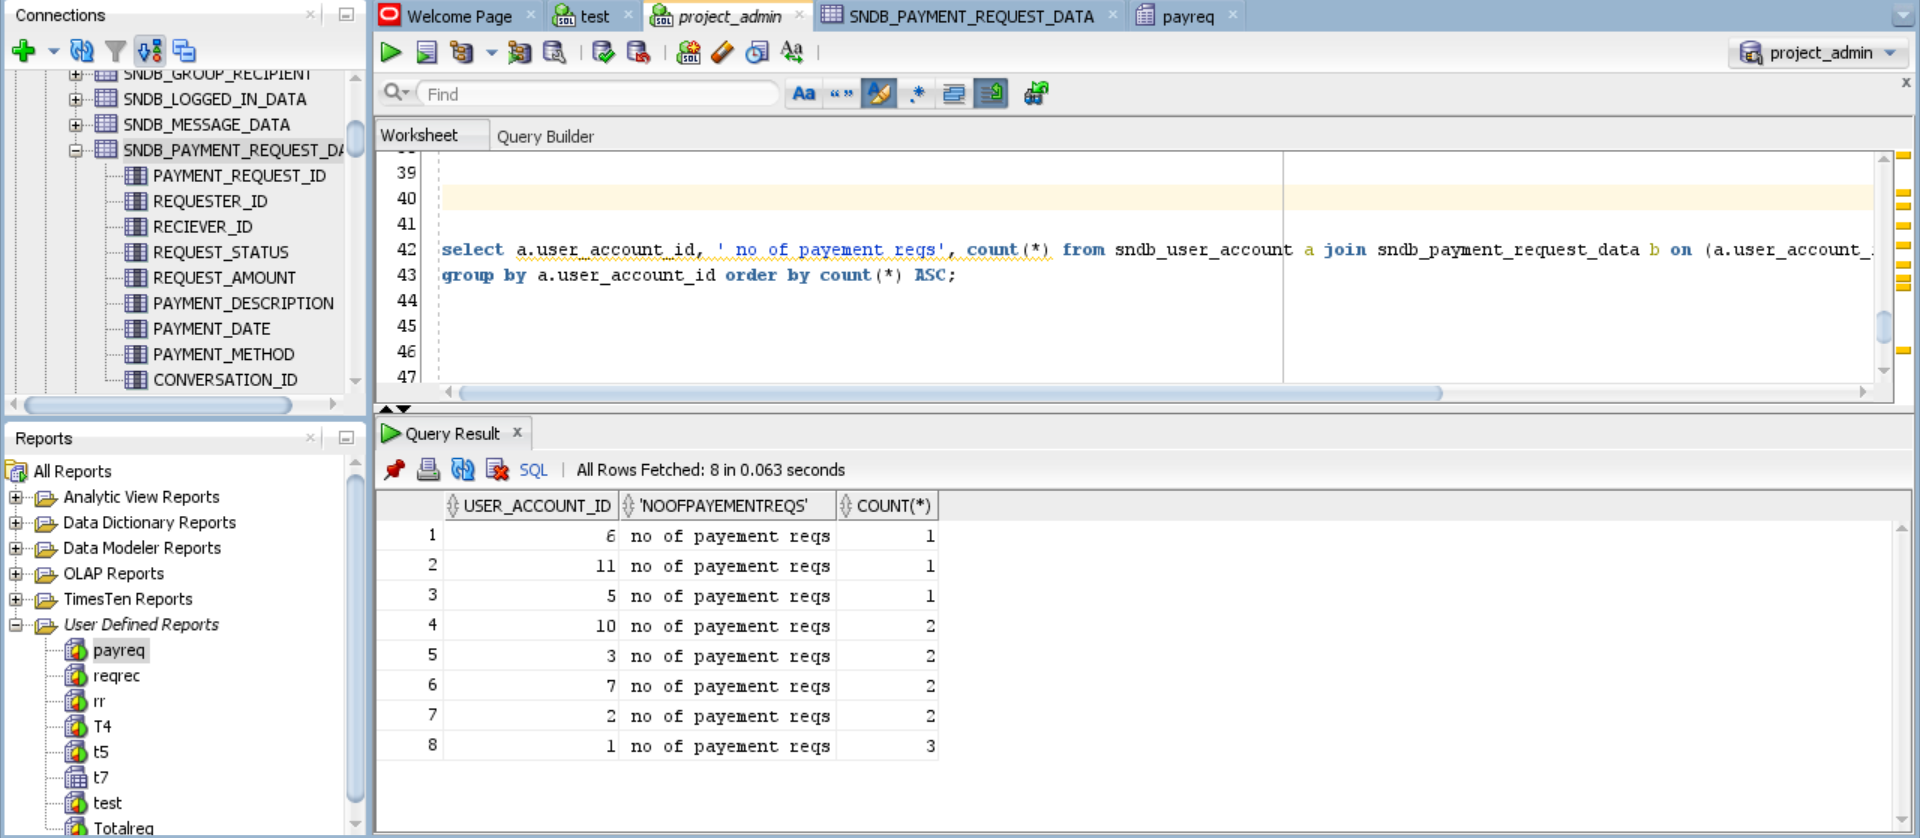 Connections
SNDB_GROUP_RECIPIENT
SNDB_LOGGED_IN_DATA
SNDB_MESSAGE_DATA
SNDB_PAYMENT_REQUEST_DA
PAYMENT_REQUEST_ID
REQUESTER_ID
RECIEVER_ID
REQUEST_STATUS
REQUEST_AMOUNT
PAYMENT_DESCRIPTION
PAYMENT_DATE
PAYMENT_METHOD
CONVERSATION_ID
Reports
All Reports
Analytic View Reports
Data Dictionary Reports
Data Modeler Reports
OLAP Reports
TimesTen Reports
User Defined Reports
payreq
reqrec
rr
T4
t5
t7
test
Totalreq
Welcome Page test project_admin SNDB_PAYMENT_REQUEST_DATA payreq
project_admin
Find
Aa
Worksheet Query Builder
39
40
41
42 select a.user_account_id, ' no of payement reqs', count(*) from sndb_user_account a join sndb_payment_request_data b on (a.user_account_
43 group by a.user_account_id order by count(*) ASC;
44
45
46
47
Query Result
SQL All Rows Fetched: 8 in 0.063 seconds
USER_ACCOUNT_ID 'NOOFPAYEMENTREQS' COUNT(*)
1 6 no of payement reqs 1
2 11 no of payement reqs 1
3 5 no of payement reqs 1
4 10 no of payement reqs 2
5 3 no of payement reqs 2
6 7 no of payement reqs 2
7 2 no of payement reqs 2
8 1 no of payement reqs 3